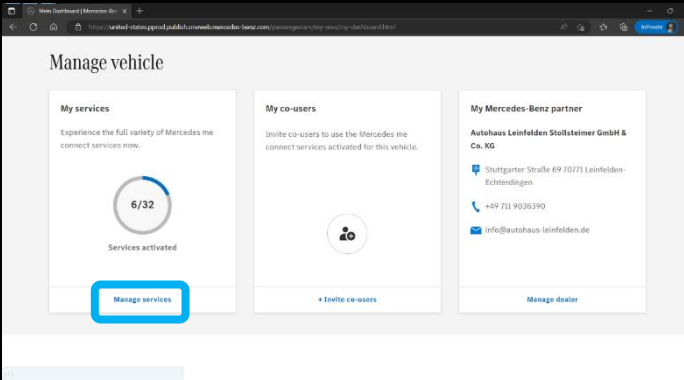 Mein Dashboard | Mercedes-Ben
https://united-states.pprod.publish.oneweb.mercedes-benz.com/passengercars/my-area/my-dashboard.html
InPrivate
Manage vehicle
My services
Experience the full variety of Mercedes me
connect services now.
6/32
Services activated
Manage services
My co-users
Invite co-users to use the Mercedes me
connect services activated for this vehicle.
+ Invite co-users
My Mercedes-Benz partner
Autohaus Leinfelden Stollsteimer GmbH &
Co. KG
Stuttgarter Straße 69 70771 Leinfelden-
Echterdingen
+49 711 9036390
info@autohaus-leinfelden.de
Manage dealer